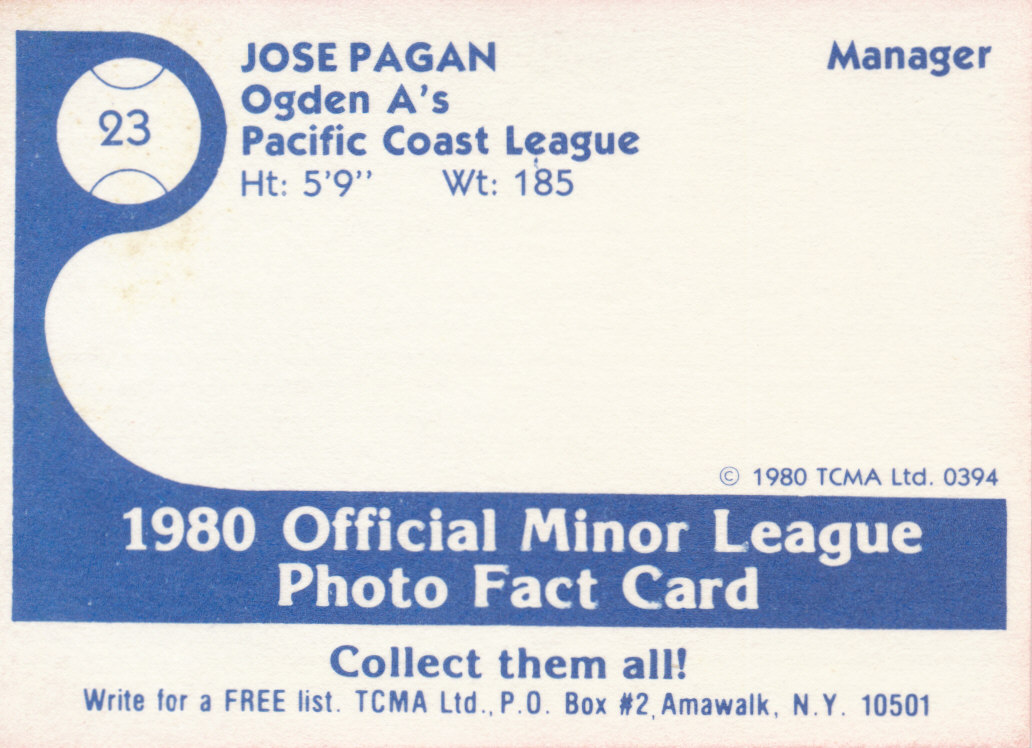 23
JOSE PAGAN
Manager
Ogden A's
Pacific Coast League
Ht: 5'9'' Wt: 185
© 1980 TCMA Ltd. 0394
1980 Official Minor League
Photo Fact Card
Collect them all!
Write for a FREE list. TCMA Ltd., P.O. Box #2, Amawalk, N.Y. 10501